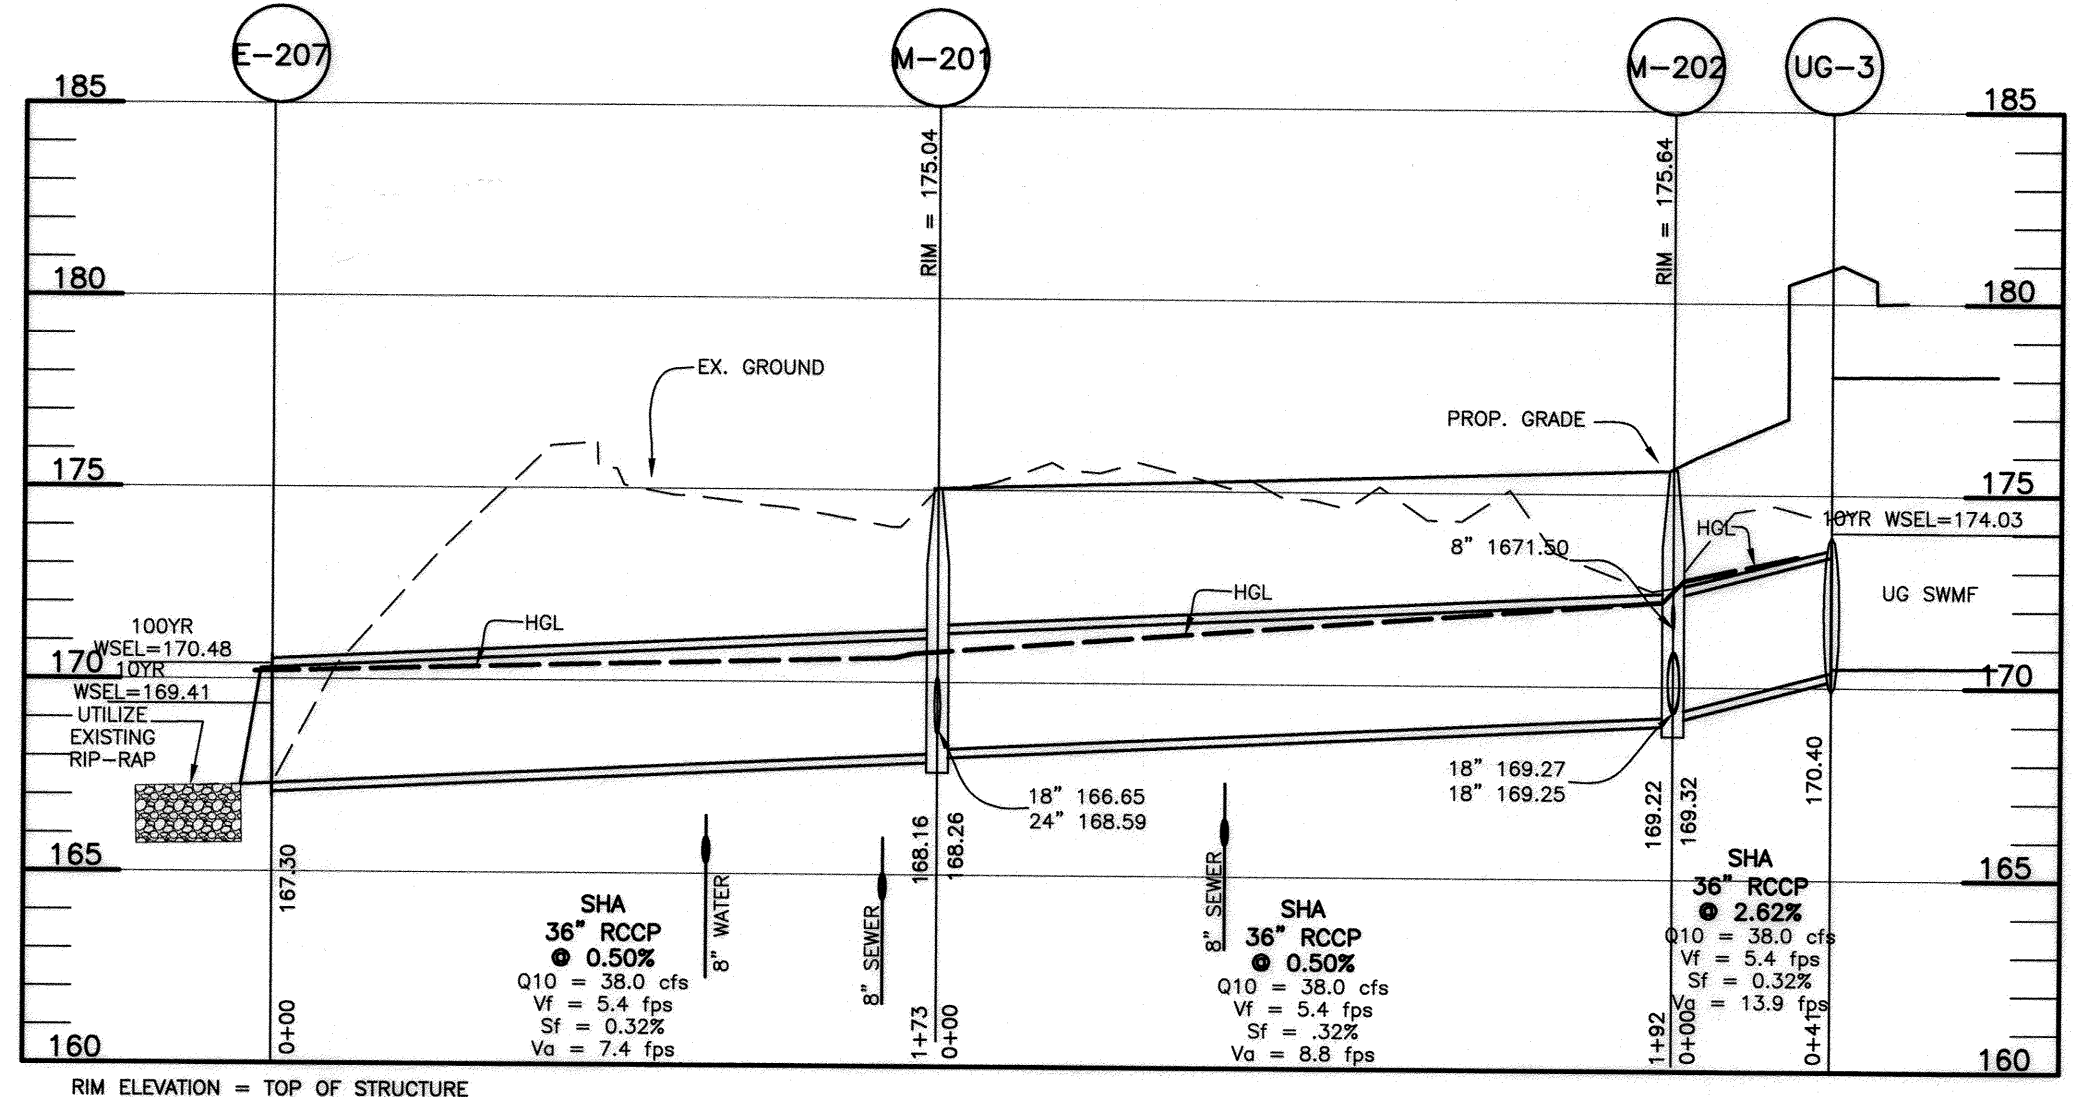 E-207
M-201
M-202
UG-3
185
185
RIM = 175.04
RIM = 175.64
180
180
EX. GROUND
PROP. GRADE
175
175
10YR WSEL=174.03
HGL
8" 1671.50
UG SWMF
HGL
HGL
100YR
WSEL=170.48
170
170
10YR
WSEL=169.41
UTILIZE
EXISTING
RIP-RAP
18" 166.65
24" 168.59
18" 169.27
18" 169.25
167.30
168.16
168.26
169.22
169.32
170.40
165
165
8" WATER
8" SEWER
8" SEWER
SHA
36" RCCP
@ 0.50%
Q10 = 38.0 cfs
Vf = 5.4 fps
Sf = 0.32%
Va = 7.4 fps
SHA
36" RCCP
@ 0.50%
Q10 = 38.0 cfs
Vf = 5.4 fps
Sf = .32%
Va = 8.8 fps
SHA
36" RCCP
@ 2.62%
Q10 = 38.0 cfs
Vf = 5.4 fps
Sf = 0.32%
Va = 13.9 fps
0+00
1+73
0+00
1+92
0+00
0+41
160
160
RIM ELEVATION = TOP OF STRUCTURE